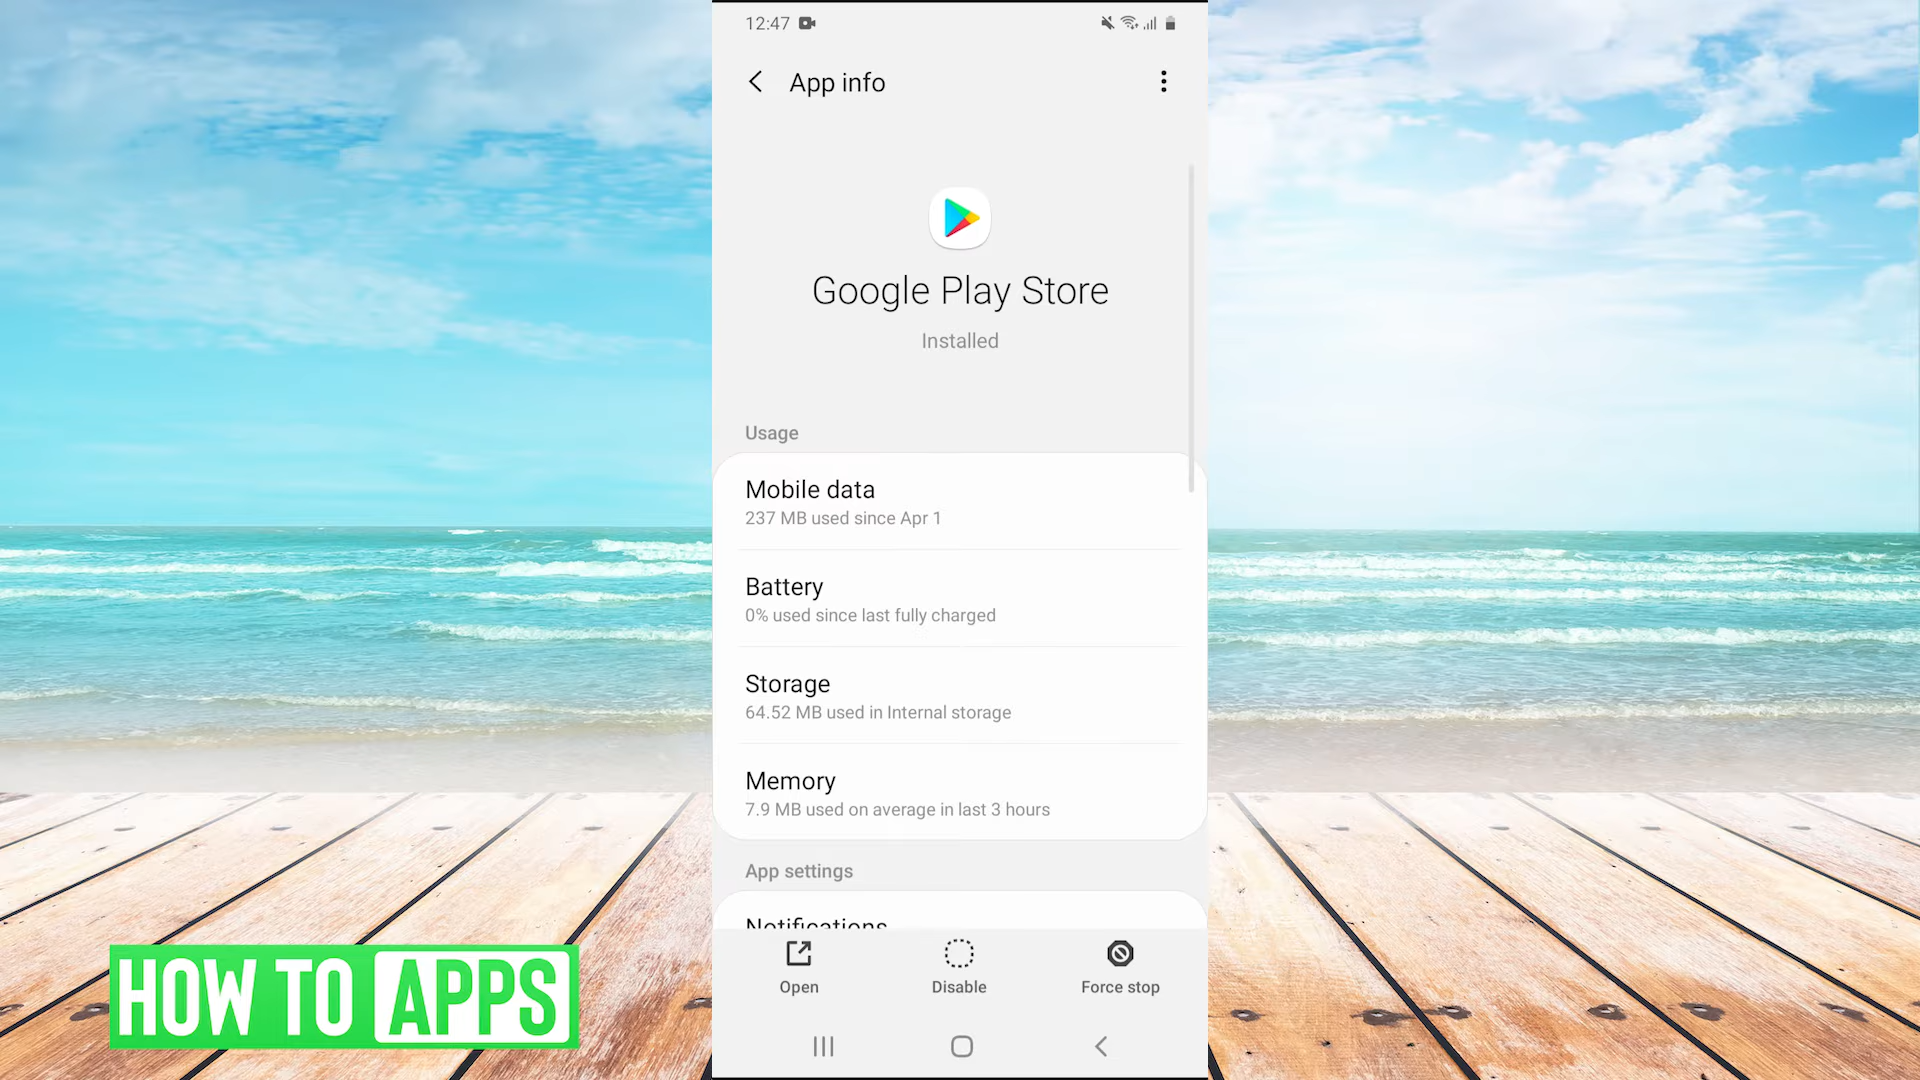 12:47
App info
Google Play Store
Installed
Usage
Mobile data
237 MB used since Apr 1
Battery
0% used since last fully charged
Storage
64.52 MB used in Internal storage
Memory
7.9 MB used on average in last 3 hours
App settings
Notifications
Open
Disable
Force stop
HOW TO APPS